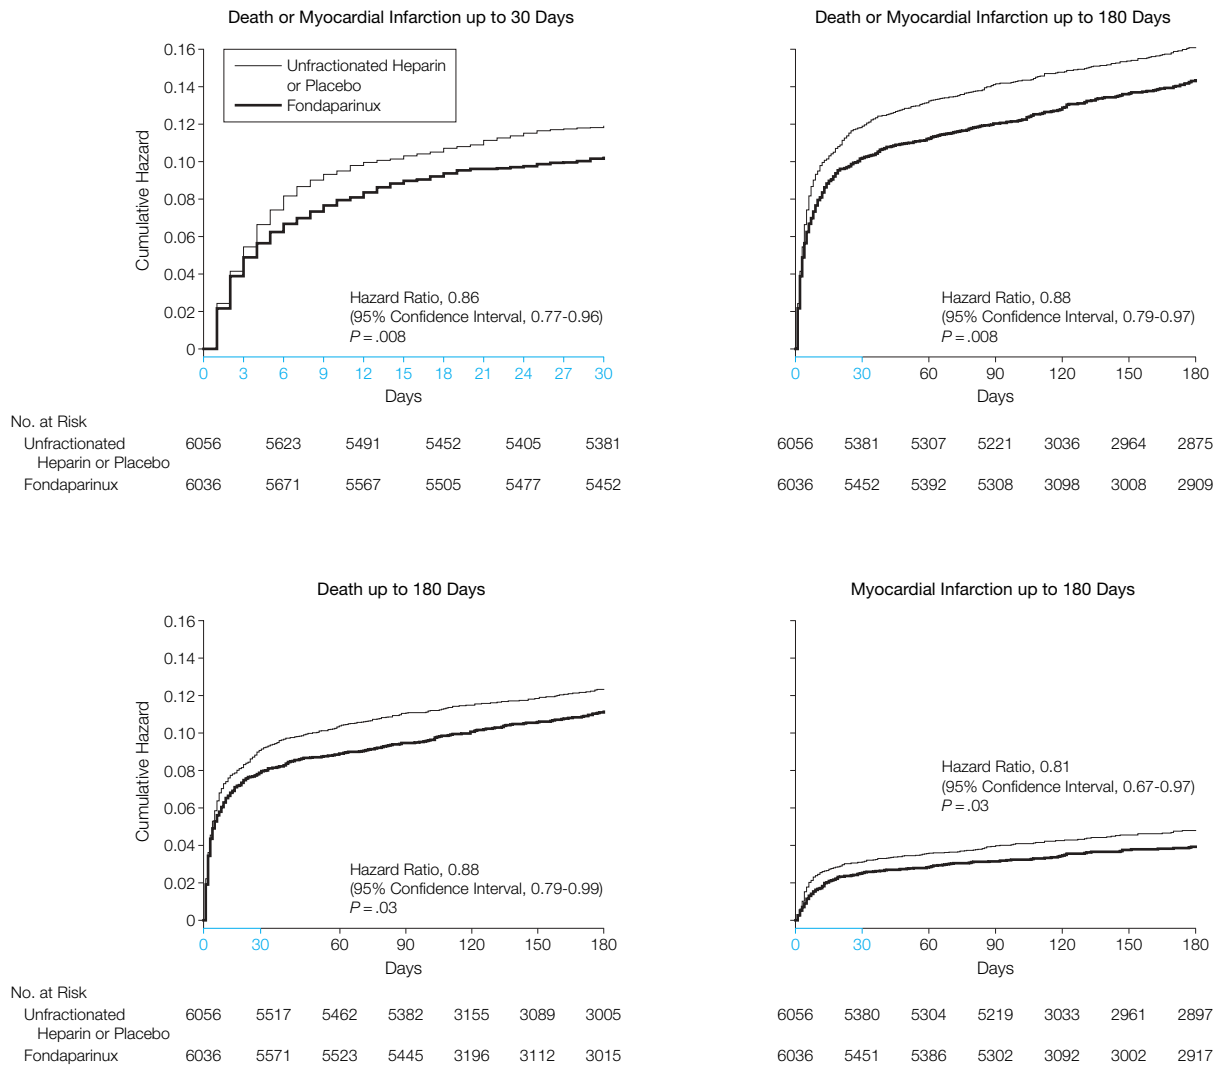 Death or Myocardial Infarction up to 30 Days
0.16
0.14
0.12
0.10
0.08
0.06
0.04
0.02
0
Cumulative Hazard
Unfractionated Heparin
or Placebo
Fondaparinux
Hazard Ratio, 0.86
(95% Confidence Interval, 0.77-0.96)
P=.008
0 3 6 9 12 15 18 21 24 27 30
Days
No. at Risk
Unfractionated
Heparin or Placebo
6056 5623 5491 5452 5405 5381
Fondaparinux 6036 5671 5567 5505 5477 5452
Death or Myocardial Infarction up to 180 Days
Hazard Ratio, 0.88
(95% Confidence Interval, 0.79-0.97)
P=.008
0 30 60 90 120 150 180
Days
6056 5381 5307 5221 3036 2964 2875
6036 5452 5392 5308 3098 3008 2909
Death up to 180 Days
0.16
0.14
0.12
0.10
0.08
0.06
0.04
0.02
0
Cumulative Hazard
Hazard Ratio, 0.88
(95% Confidence Interval, 0.79-0.99)
P=.03
0 30 60 90 120 150 180
Days
No. at Risk
Unfractionated
Heparin or Placebo
6056 5517 5462 5382 3155 3089 3005
Fondaparinux 6036 5571 5523 5445 3196 3112 3015
Myocardial Infarction up to 180 Days
Hazard Ratio, 0.81
(95% Confidence Interval, 0.67-0.97)
P=.03
0 30 60 90 120 150 180
Days
6056 5380 5304 5219 3033 2961 2897
6036 5451 5386 5302 3092 3002 2917